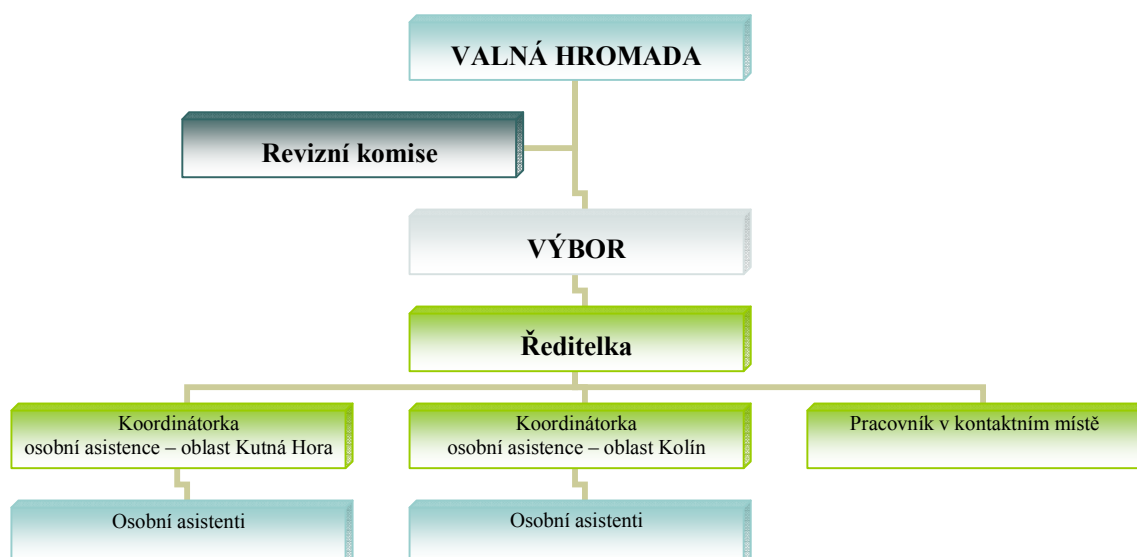 VALNÁ HROMADA
Revizní komise
VÝBOR
Ředitelka
Koordinátorka
osobní asistence – oblast Kutná Hora
Koordinátorka
osobní asistence – oblast Kolín
Pracovník v kontaktním místě
Osobní asistenti
Osobní asistenti